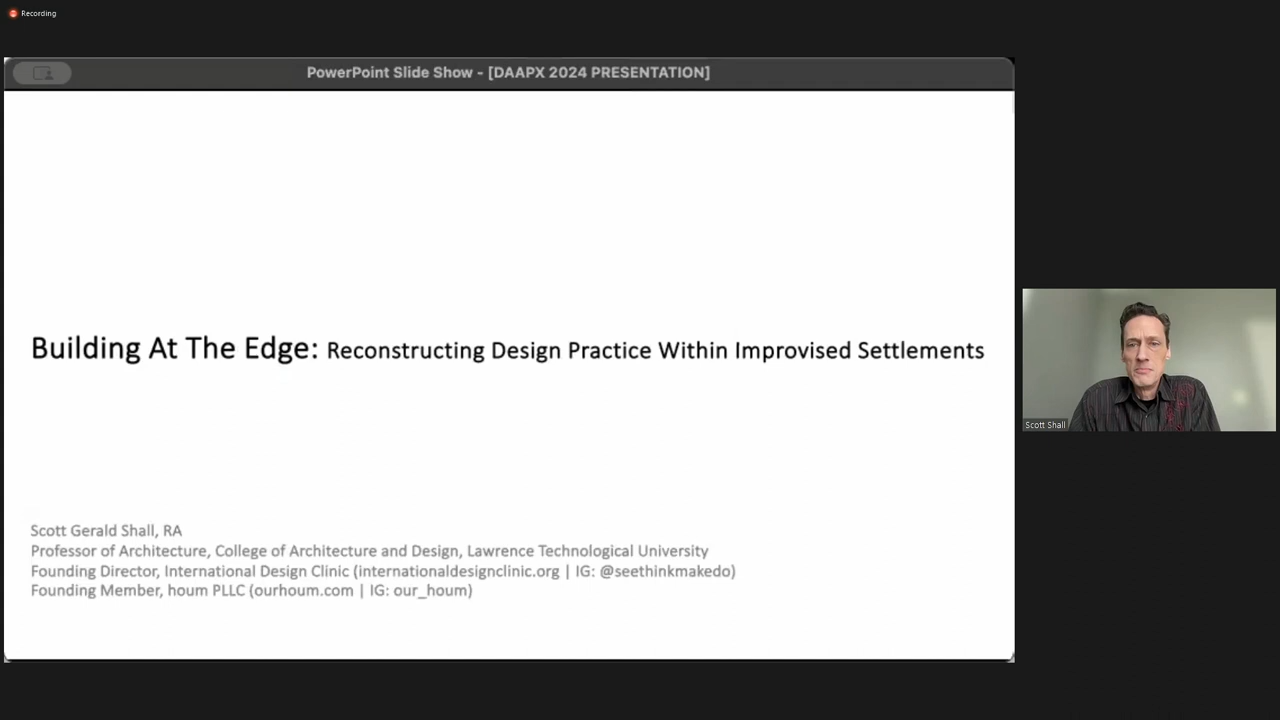 Recording
PowerPoint Slide Show - [DAAPX 2024 PRESENTATION]
Building At The Edge: Reconstructing Design Practice Within Improvised Settlements
Scott Shall
Scott Gerald Shall, RA
Professor of Architecture, College of Architecture and Design, Lawrence Technological University
Founding Director, International Design Clinic (internationaldesignclinic.org | IG: @seethinkmakedo)
Founding Member, houm PLLC (ourhoum.com | IG: our_houm)